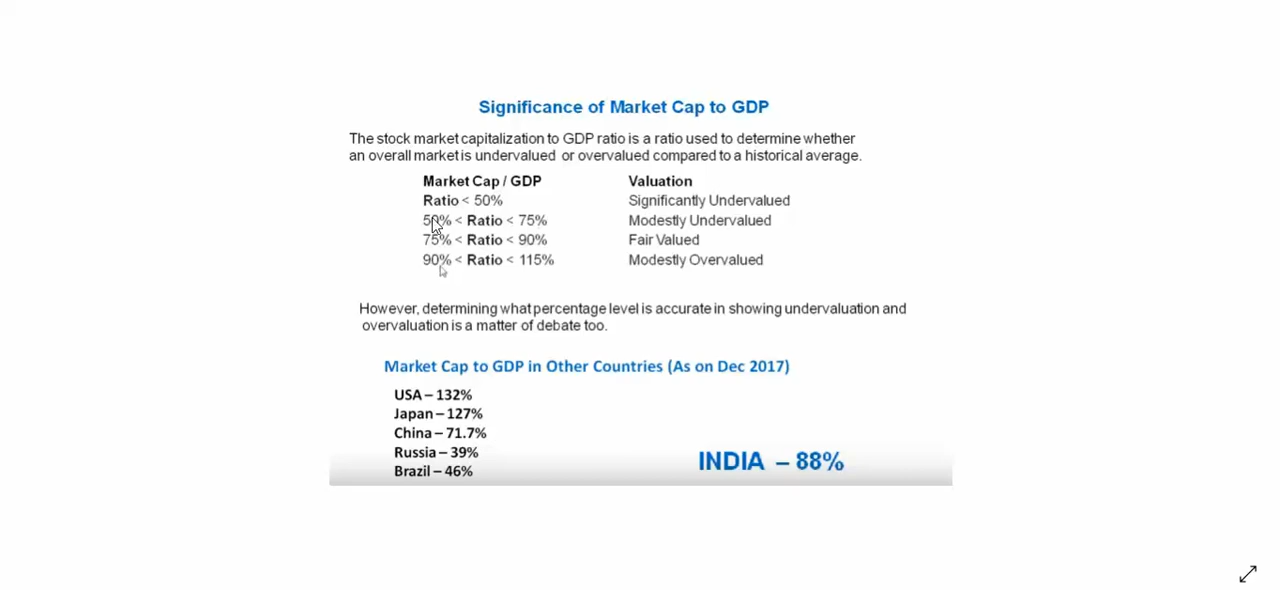 Significance of Market Cap to GDP
The stock market capitalization to GDP ratio is a ratio used to determine whether
an overall market is undervalued or overvalued compared to a historical average.
Market Cap / GDP Valuation
Ratio < 50% Significantly Undervalued
50% < Ratio < 75% Modestly Undervalued
75% < Ratio < 90% Fair Valued
90% < Ratio < 115% Modestly Overvalued
However, determining what percentage level is accurate in showing undervaluation and
overvaluation is a matter of debate too.
Market Cap to GDP in Other Countries (As on Dec 2017)
USA – 132%
Japan – 127%
China – 71.7%
Russia – 39%
Brazil – 46%
INDIA – 88%